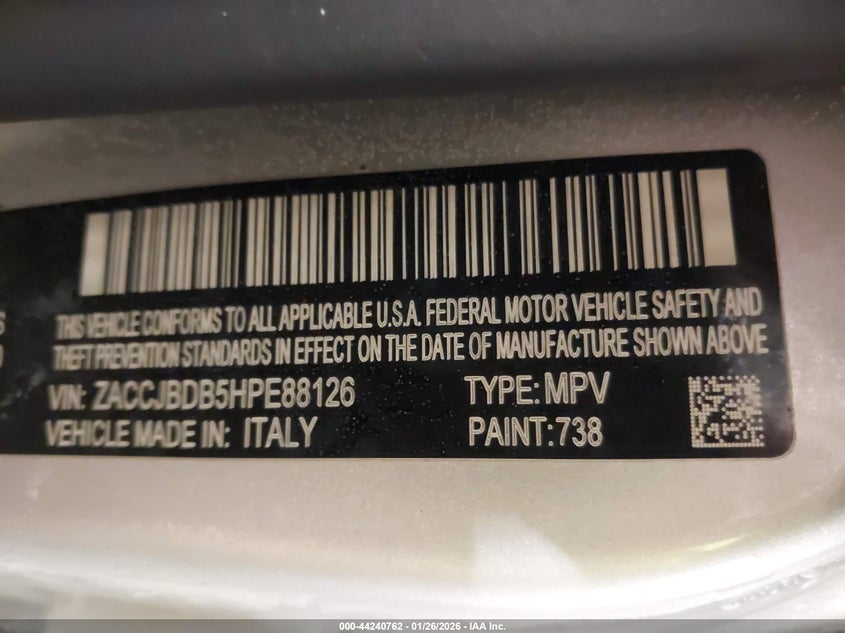 THIS VEHICLE CONFORMS TO ALL APPLICABLE U.S.A. FEDERAL MOTOR VEHICLE SAFETY AND
THEFT PREVENTION STANDARDS IN EFFECT ON THE DATE OF MANUFACTURE SHOWN ABOVE
VIN: ZACCJBDB5HPE88126 TYPE: MPV
VEHICLE MADE IN: ITALY PAINT:738
000-44240762 - 01/26/2026 - IAA Inc.